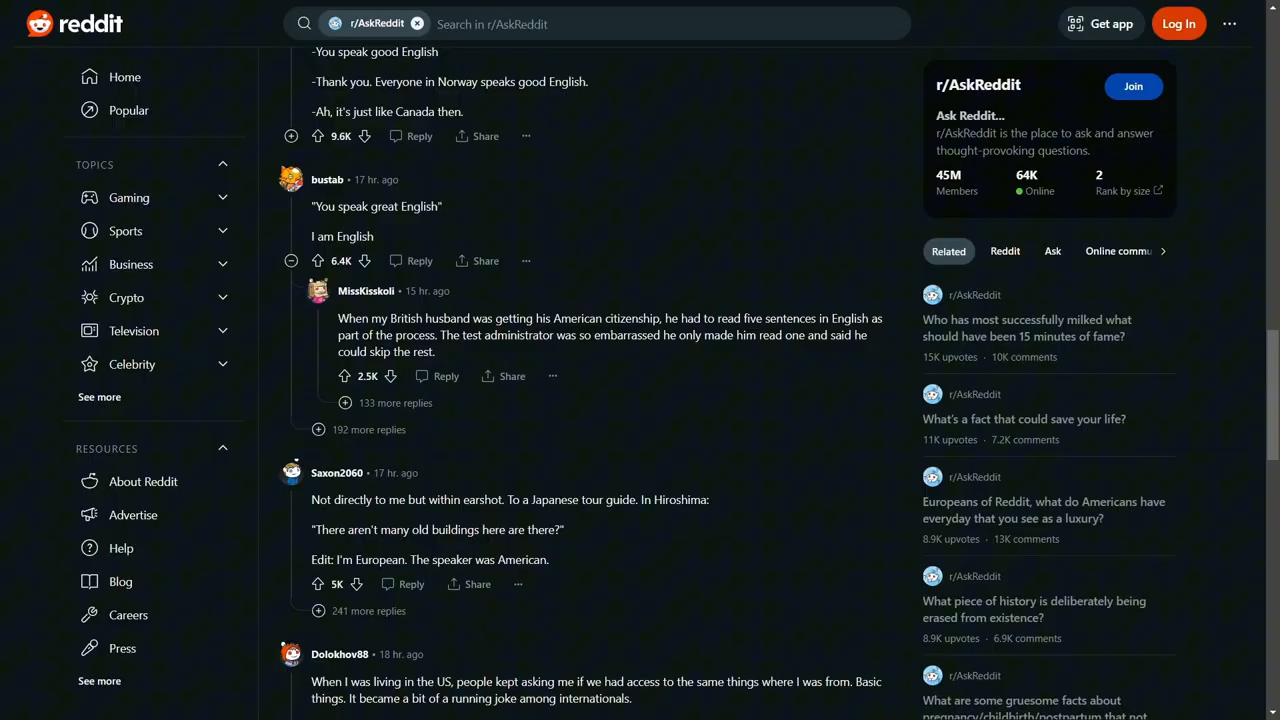 reddit
r/AskReddit
Search in r/AskReddit
Get app
Log In
Home
Popular
TOPICS
Gaming
Sports
Business
Crypto
Television
Celebrity
See more
RESOURCES
About Reddit
Advertise
Help
Blog
Careers
Press
See more
-You speak good English
-Thank you. Everyone in Norway speaks good English.
-Ah, it's just like Canada then.
9.6K Reply Share
bustab • 17 hr. ago
"You speak great English"
I am English
6.4K Reply Share
MissKisskoli • 15 hr. ago
When my British husband was getting his American citizenship, he had to read five sentences in English as
part of the process. The test administrator was so embarrassed he only made him read one and said he
could skip the rest.
2.5K Reply Share
133 more replies
192 more replies
Saxon2060 • 17 hr. ago
Not directly to me but within earshot. To a Japanese tour guide. In Hiroshima:
"There aren't many old buildings here are there?"
Edit: I'm European. The speaker was American.
5K Reply Share
241 more replies
Dolokhov88 • 18 hr. ago
When I was living in the US, people kept asking me if we had access to the same things where I was from. Basic
things. It became a bit of a running joke among internationals.
r/AskReddit
Join
Ask Reddit...
r/AskReddit is the place to ask and answer
thought-provoking questions.
45M 64K 2
Members Online Rank by size
Related Reddit Ask Online commu
r/AskReddit
Who has most successfully milked what
should have been 15 minutes of fame?
15K upvotes · 10K comments
r/AskReddit
What's a fact that could save your life?
11K upvotes · 7.2K comments
r/AskReddit
Europeans of Reddit, what do Americans have
everyday that you see as a luxury?
8.9K upvotes · 13K comments
r/AskReddit
What piece of history is deliberately being
erased from existence?
8.9K upvotes · 6.9K comments
r/AskReddit
What are some gruesome facts about
pregnancy/childbirth/postpartum that not